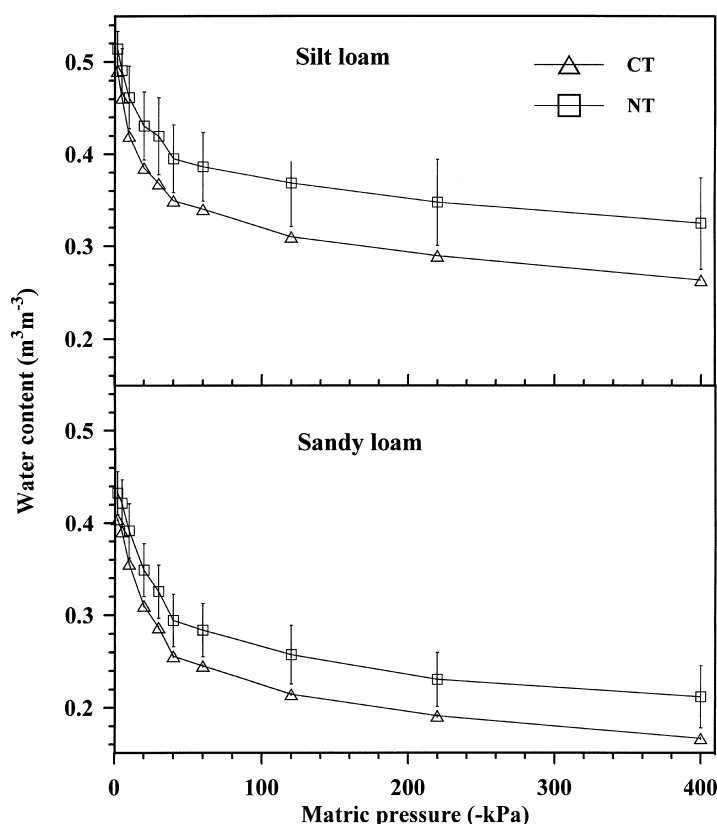 Silt loam
CT
NT
0.5
0.4
0.3
0.2
Sandy loam
0.5
0.4
0.3
0.2
Water content (m³m⁻³)
0 100 200 300 400
Matric pressure (-kPa)